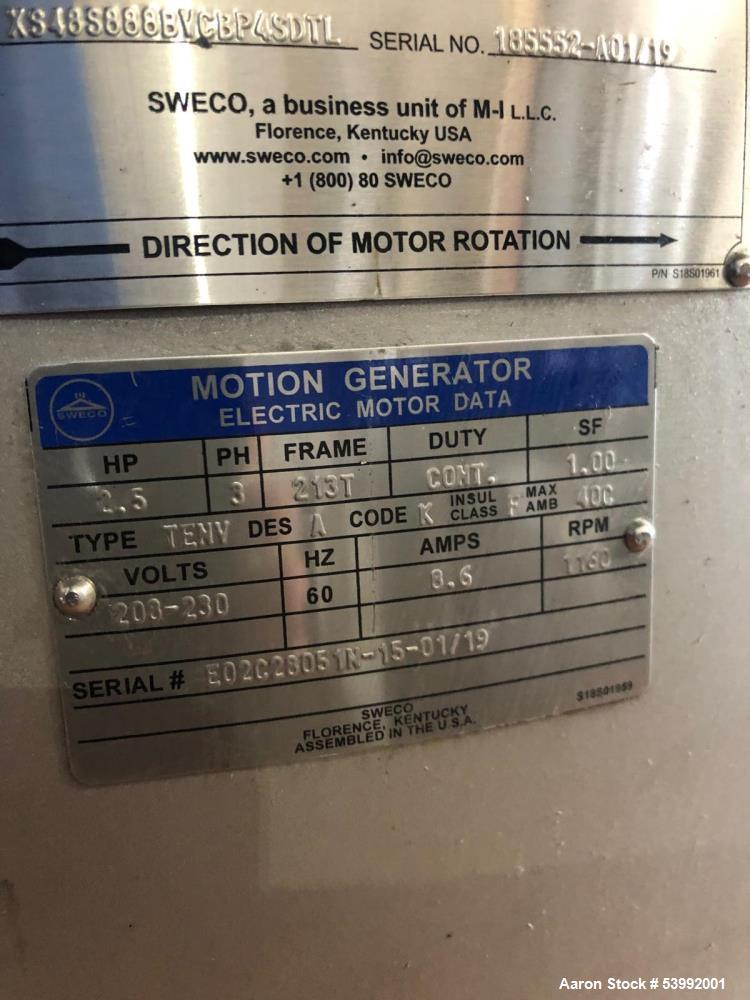 XS48S888BVCBP4SDTL SERIAL NO. 185552-A01/19
SWECO, a business unit of M-I L.L.C.
Florence, Kentucky USA
www.sweco.com • info@sweco.com
+1 (800) 80 SWECO
DIRECTION OF MOTOR ROTATION
P/N S18S01961
SWECO
MOTION GENERATOR
ELECTRIC MOTOR DATA
HP PH FRAME DUTY SF
2.5 3 213T CONT. 1.00
TYPE TENV DES A CODE K INSUL CLASS F MAX AMB 40C
VOLTS HZ AMPS RPM
208-230 60 8.6 1160
SERIAL # E02C28051N-15-01/19
SWECO
FLORENCE, KENTUCKY
ASSEMBLED IN THE U.S.A.
S18S01959
Aaron Stock # 53992001